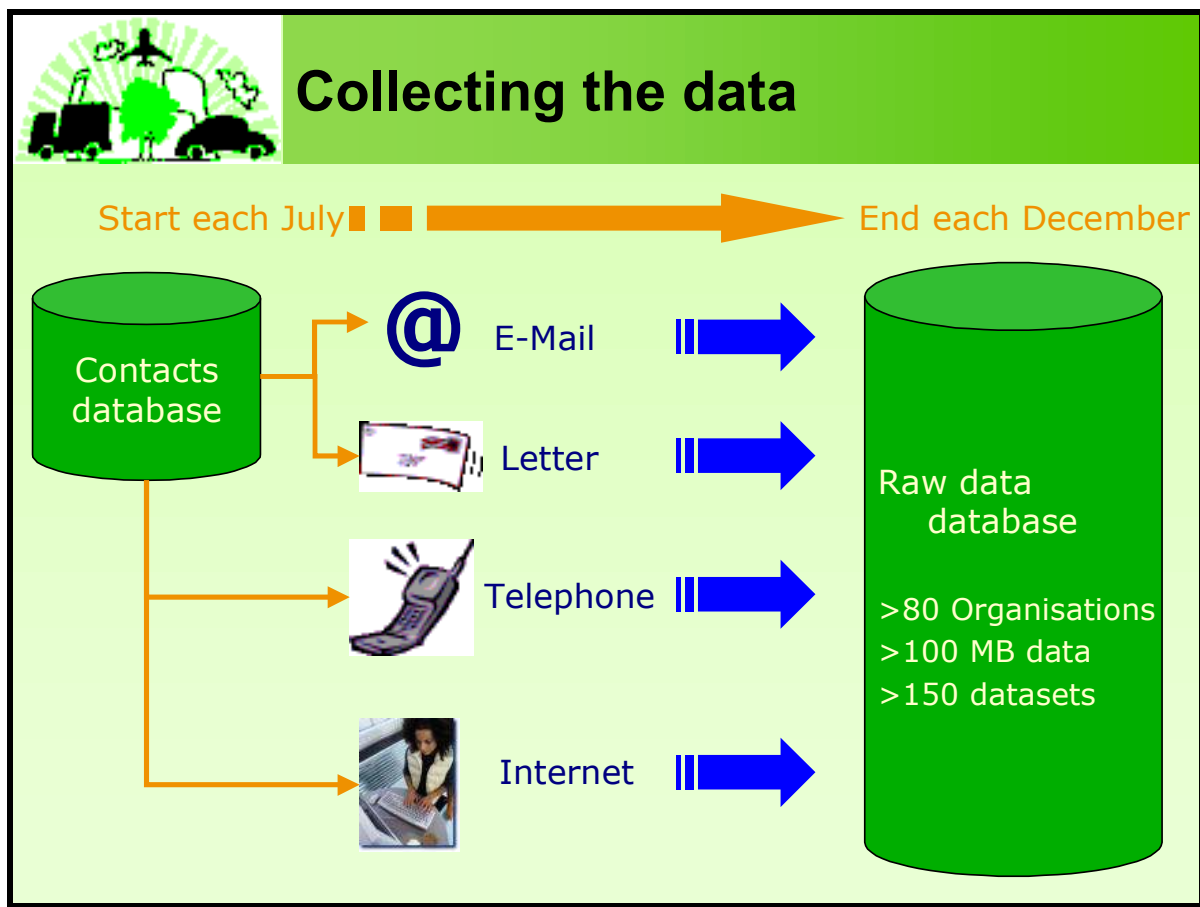 Collecting the data
Start each July
End each December
Contacts
database
@
E-Mail
Letter
Telephone
Internet
Raw data
database
>80 Organisations
>100 MB data
>150 datasets